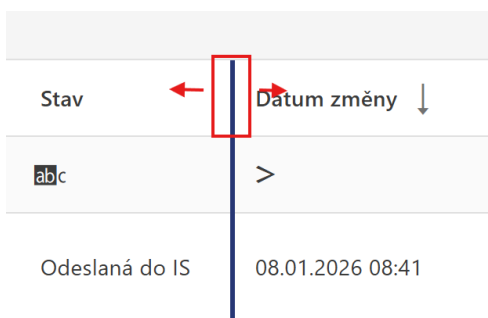 Stav Datum změny ↓
abc >
Odeslaná do IS 08.01.2026 08:41